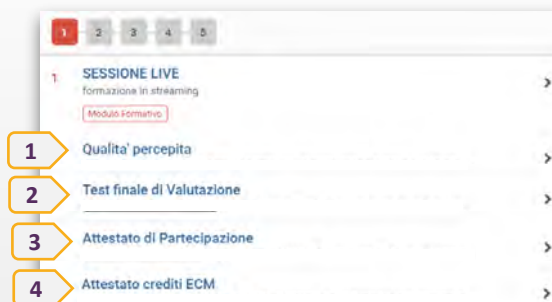 1 2 3 4 5
1 SESSIONE LIVE
formazione in streaming
Modulo Formativo
1 Qualita' percepita
2 Test finale di Valutazione
3 Attestato di Partecipazione
4 Attestato crediti ECM